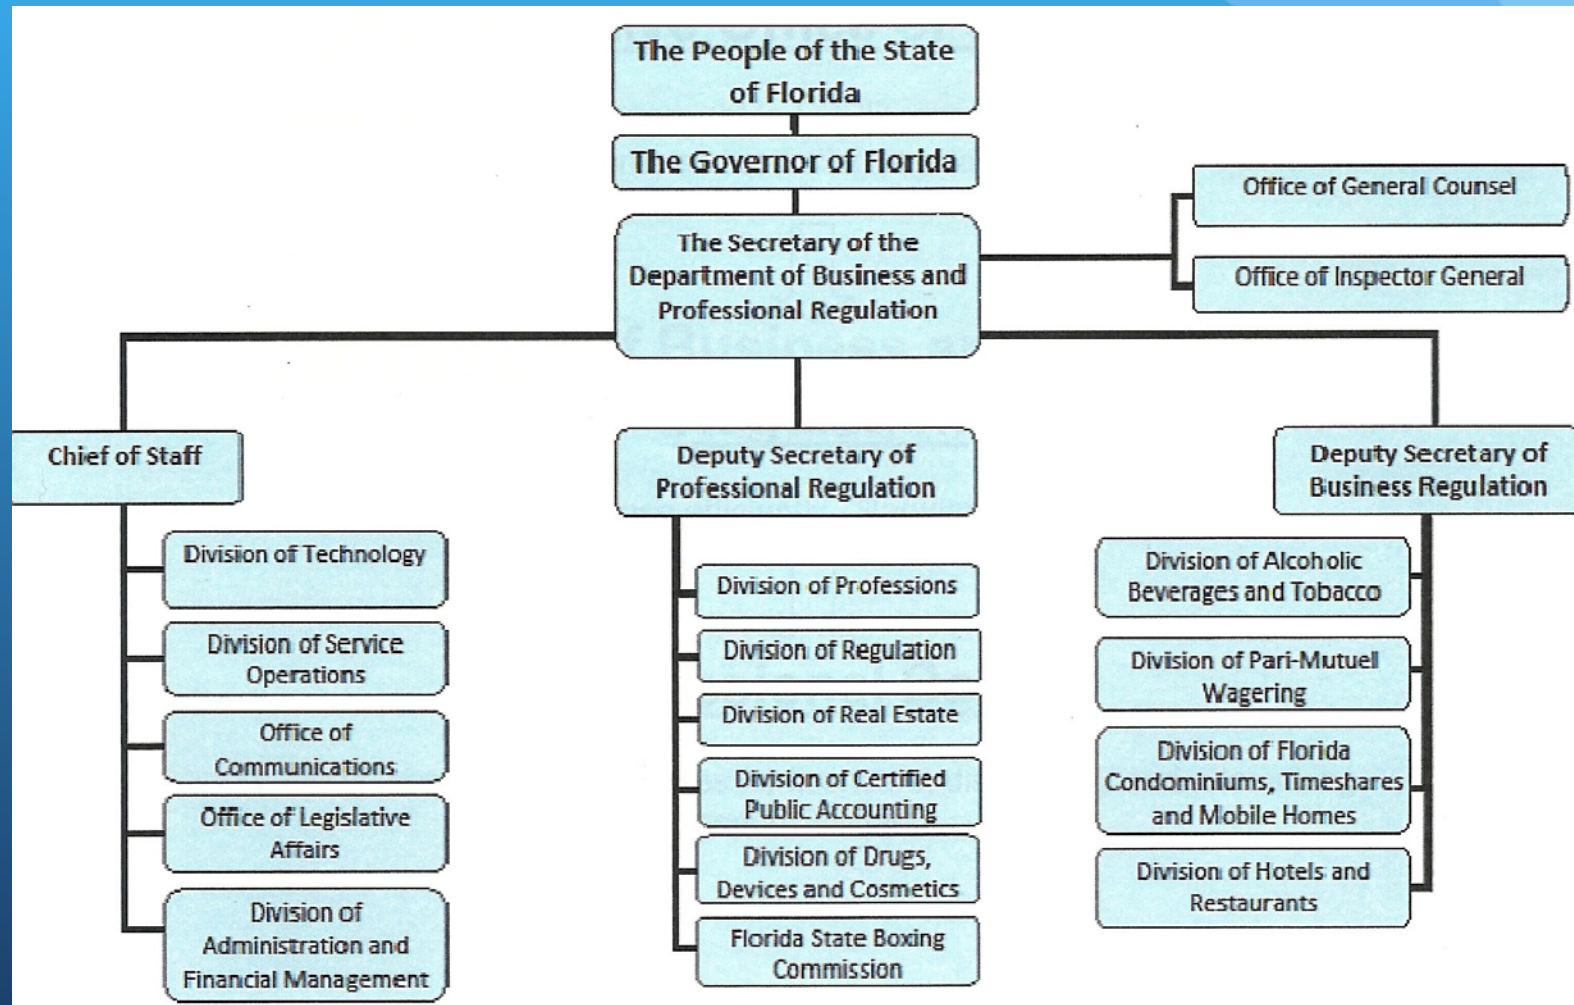 The People of the State
of Florida
The Governor of Florida
Office of General Counsel
The Secretary of the
Department of Business and
Professional Regulation
Office of Inspector General
Chief of Staff
Division of Technology
Division of Service
Operations
Office of
Communications
Office of Legislative
Affairs
Division of
Administration and
Financial Management
Deputy Secretary of
Professional Regulation
Division of Professions
Division of Regulation
Division of Real Estate
Division of Certified
Public Accounting
Division of Drugs,
Devices and Cosmetics
Florida State Boxing
Commission
Deputy Secretary of
Business Regulation
Division of Alcoholic
Beverages and Tobacco
Division of Pari-Mutuel
Wagering
Division of Florida
Condominiums, Timeshares
and Mobile Homes
Division of Hotels and
Restaurants